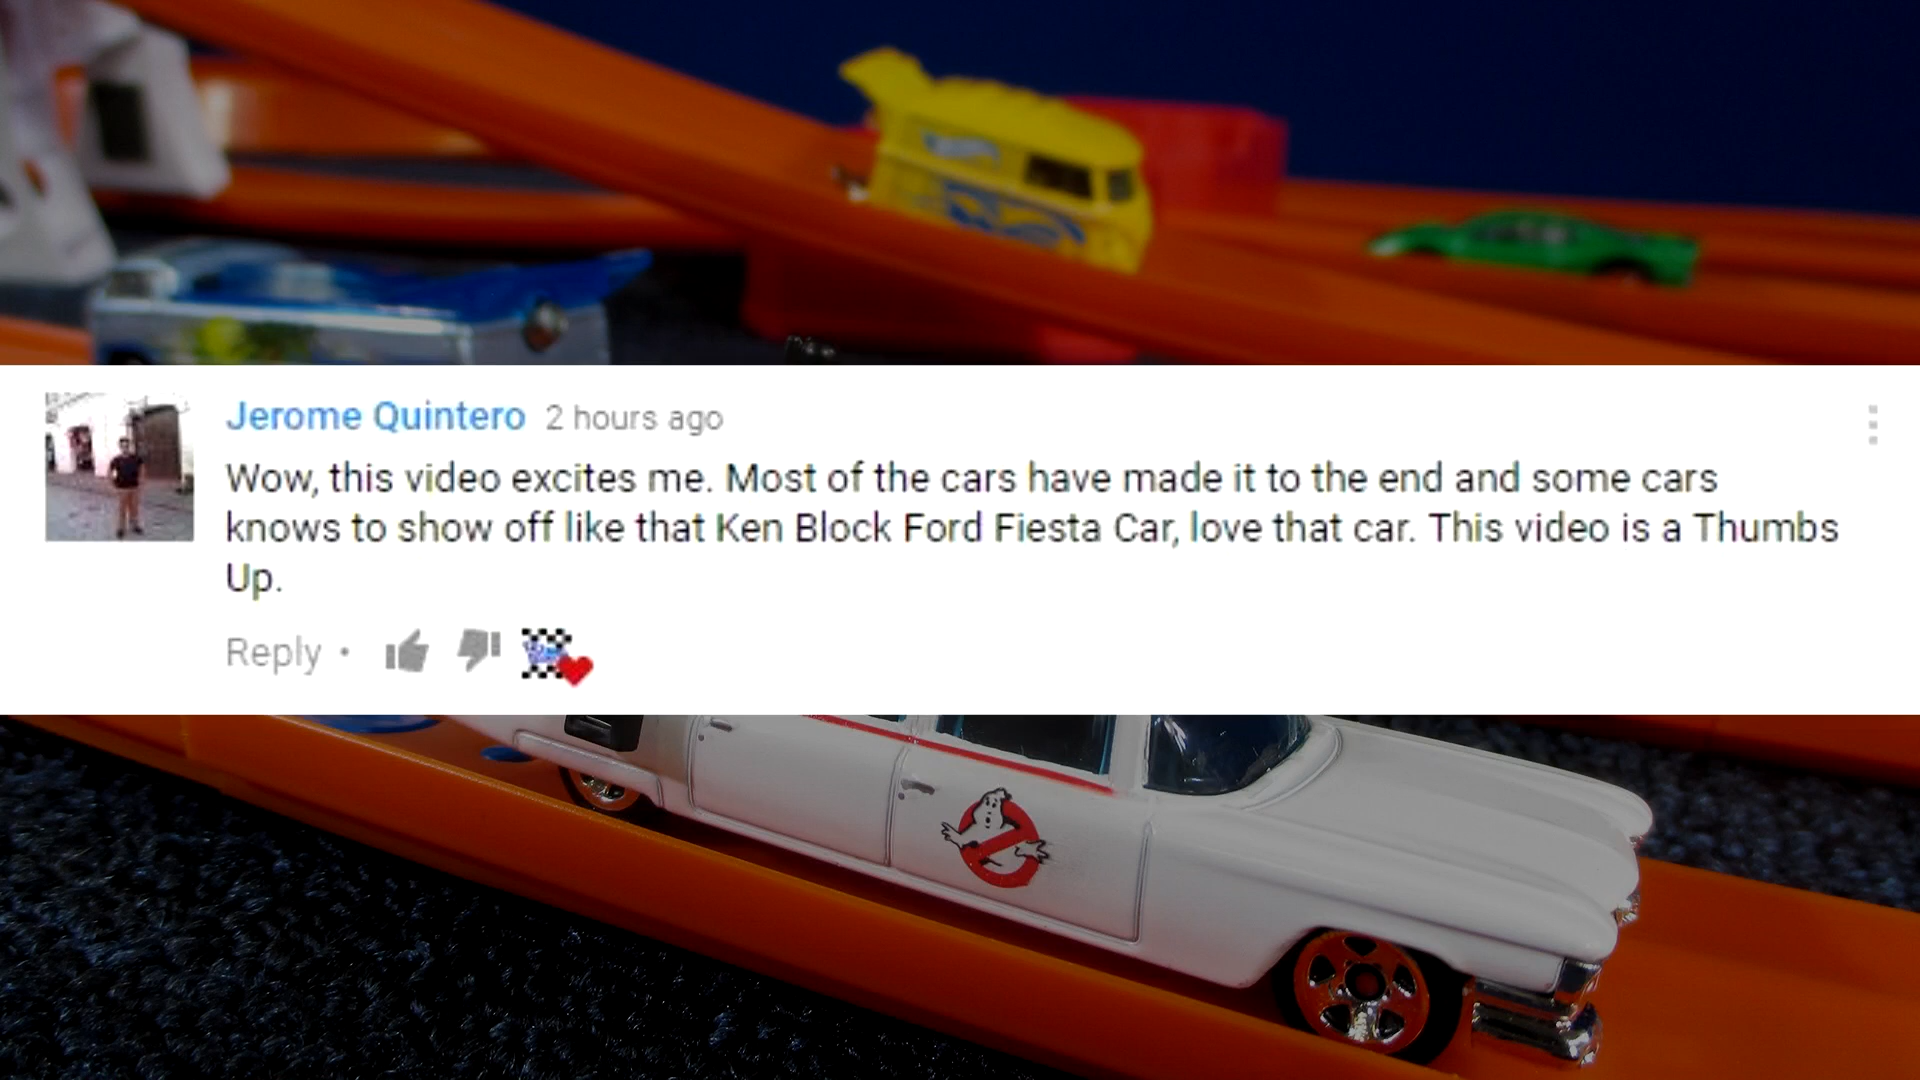 Jerome Quintero 2 hours ago
Wow, this video excites me. Most of the cars have made it to the end and some cars
knows to show off like that Ken Block Ford Fiesta Car, love that car. This video is a Thumbs
Up.
Reply •